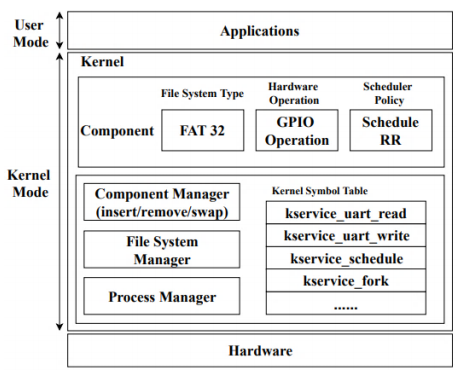 User
Mode
Applications
Kernel
Mode
Kernel
File System Type
Hardware
Operation
Scheduler
Policy
Component
FAT 32
GPIO
Operation
Schedule
RR
Component Manager
(insert/remove/swap)
File System
Manager
Process Manager
Kernel Symbol Table
kservice_uart_read
kservice_uart_write
kservice_schedule
kservice_fork
......
Hardware